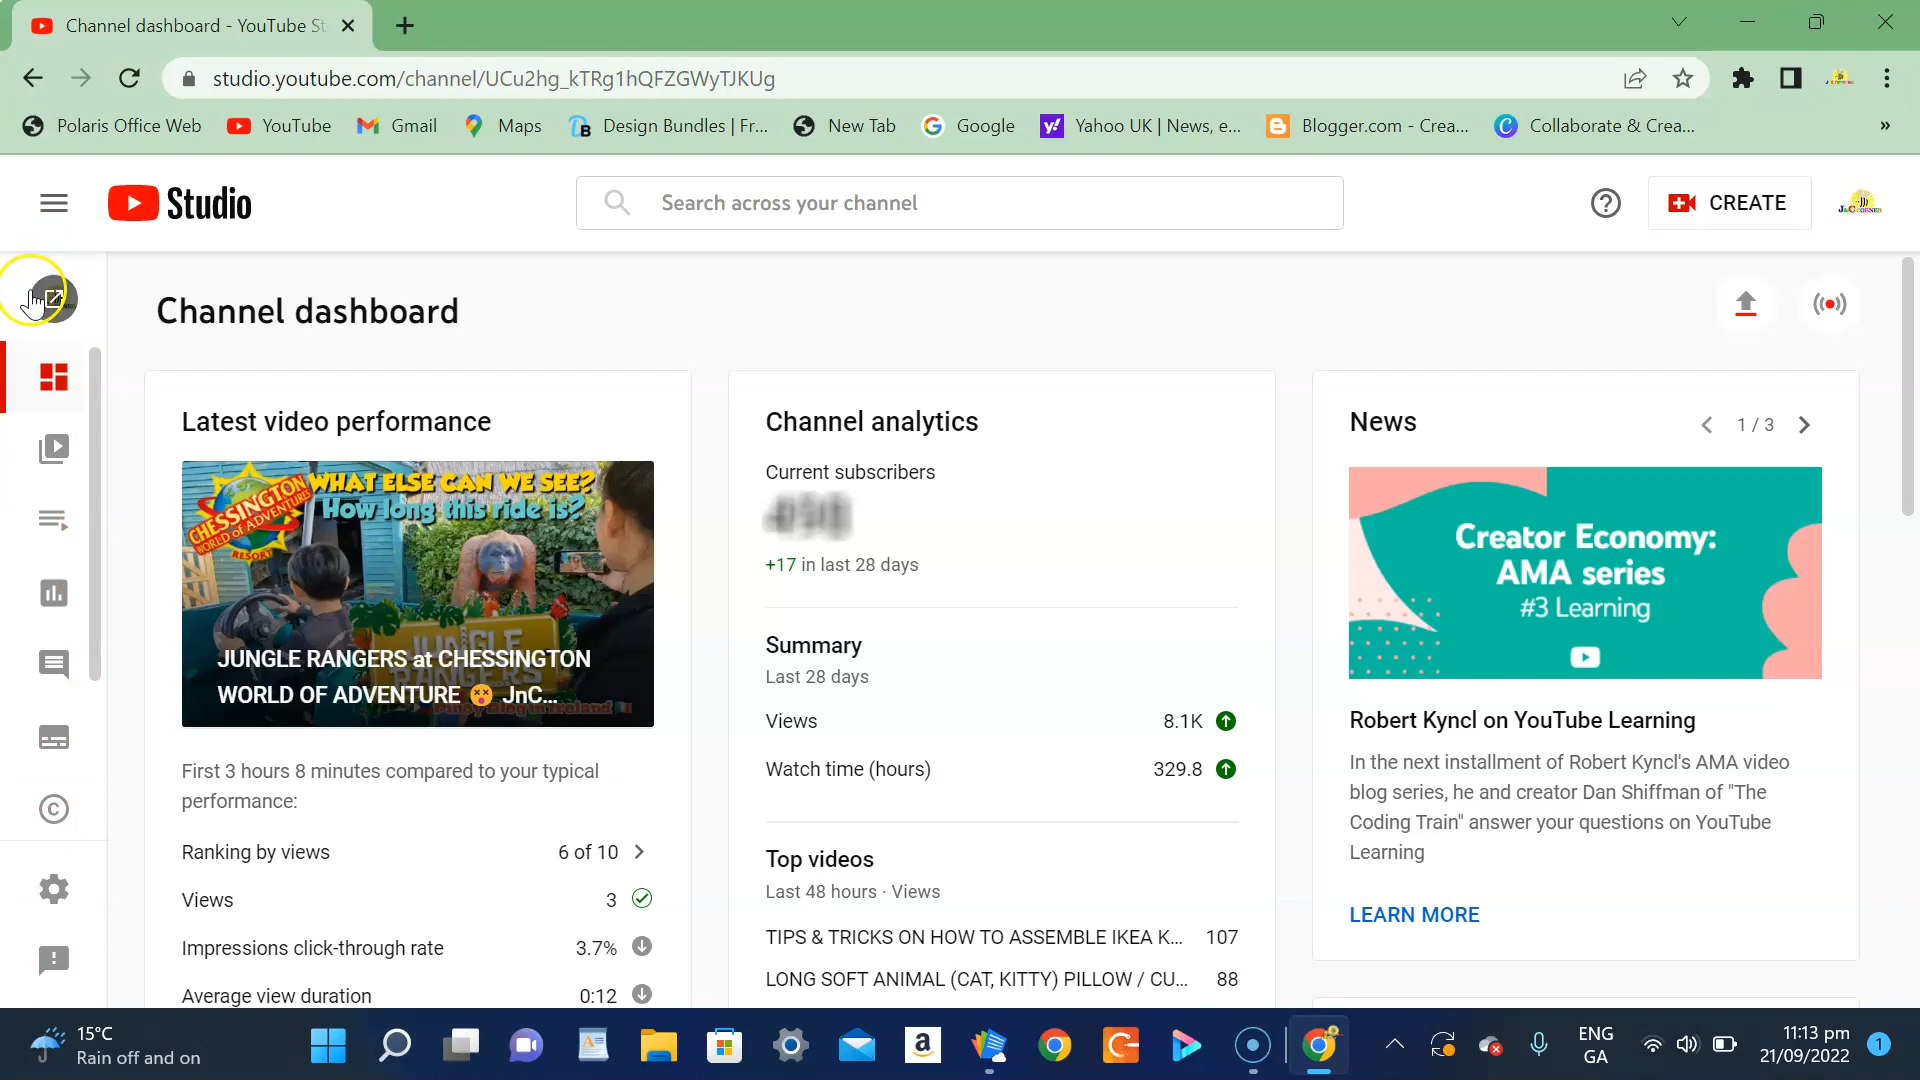 Channel dashboard - YouTube St
studio.youtube.com/channel/UCu2hg_kTRg1hQFZGWyTJKUg
Polaris Office Web
YouTube
Gmail
Maps
Design Bundles | Fr...
New Tab
Google
Yahoo UK | News, e...
Blogger.com - Crea...
Collaborate & Crea...
»
Studio
Search across your channel
CREATE
J&C CORNER
Channel dashboard
Latest video performance
CHESSINGTON
WORLD OF ADVENTURES
RESORT
WHAT ELSE CAN WE SEE?
How long this ride is?
JUNGLE
RANGERS
JUNGLE RANGERS at CHESSINGTON
WORLD OF ADVENTURE 😵 JnC...
First 3 hours 8 minutes compared to your typical
performance:
Ranking by views 6 of 10
Views 3
Impressions click-through rate 3.7%
Average view duration 0:12
Channel analytics
Current subscribers
+17 in last 28 days
Summary
Last 28 days
Views 8.1K
Watch time (hours) 329.8
Top videos
Last 48 hours · Views
TIPS & TRICKS ON HOW TO ASSEMBLE IKEA K... 107
LONG SOFT ANIMAL (CAT, KITTY) PILLOW / CU... 88
News
1 / 3
Creator Economy:
AMA series
#3 Learning
Robert Kyncl on YouTube Learning
In the next installment of Robert Kyncl's AMA video
blog series, he and creator Dan Shiffman of "The
Coding Train" answer your questions on YouTube
Learning
LEARN MORE
15°C
Rain off and on
ENG
GA
11:13 pm
21/09/2022
1